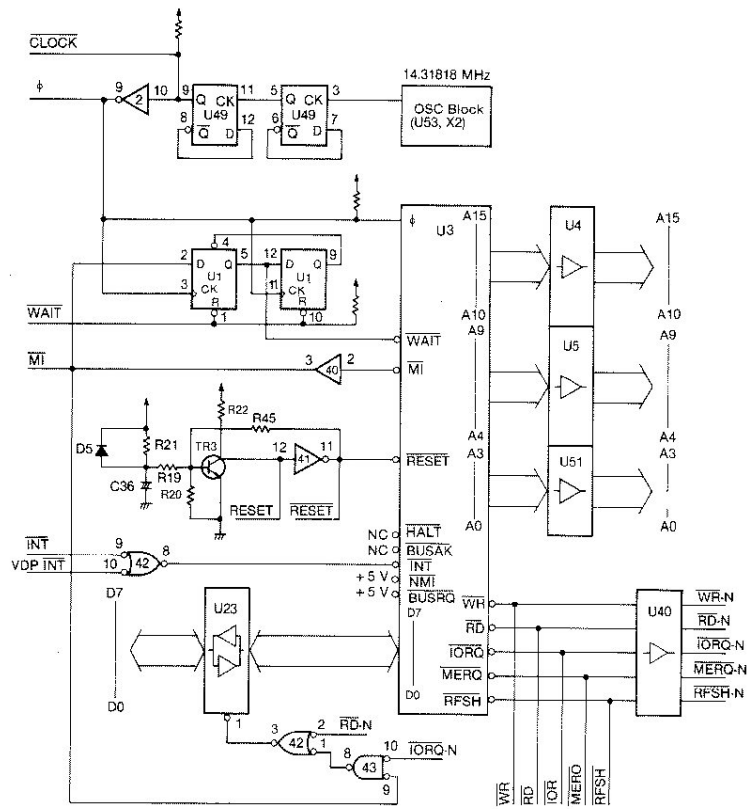 CLOCK
ϕ
9 2 10
9 Q CK 11
U49
8 Q D 12
5 Q CK 3
U49
6 Q D 7
14.31818 MHz
OSC Block
(U53, X2)
4
2 D Q 5
U1
3 CK
R
1
12 D Q 9
U1
11 CK
R
10
WAIT
MI
3 40 2
ϕ
U3
WAIT
MI
RESET
HALT
BUSAK
INT
NMI
BUSRQ
NC
NC
+5 V
+5 V
A15
A10
A9
A4
A3
A0
U4
U5
U51
A15
A10
A9
A4
A3
A0
D5
R21
C36
R19
R20
TR3
R22
R45
12 41 11
RESET
RESET
INT
VDP INT
9
10
42 8
D7
D0
U23
1
D7
D0
WR
RD
IORQ
MERQ
RFSH
U40
WR-N
RD-N
IORQ-N
MERQ-N
RFSH-N
3 42 2 RD-N
1
8 43 10 IORQ-N
9
WR
RD
IOR
MERQ
RFSH